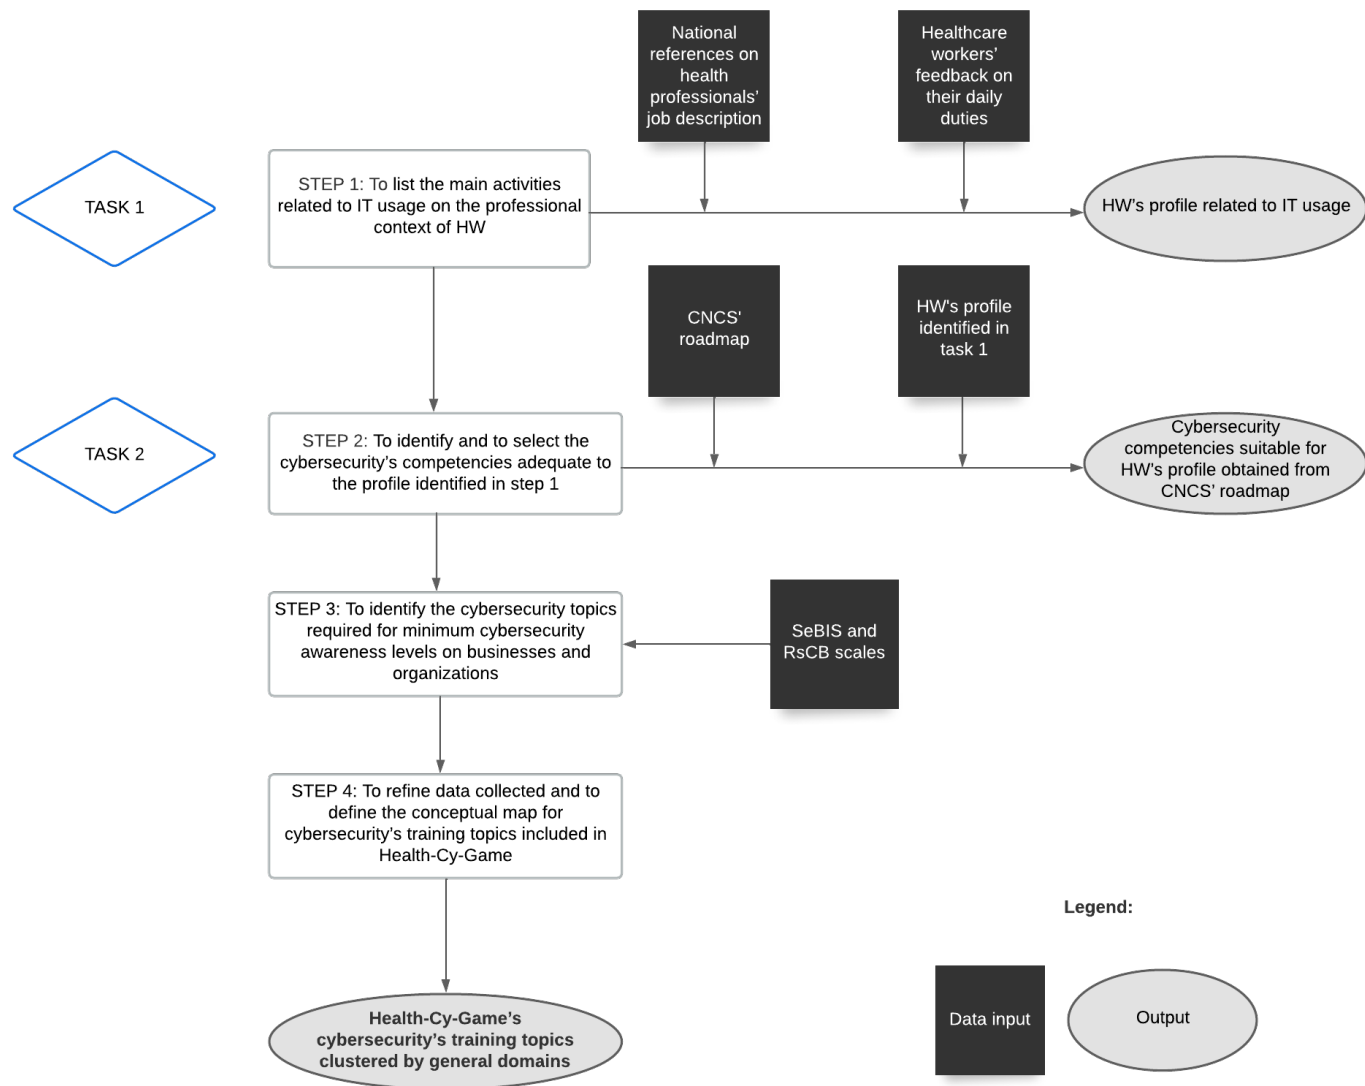 National
references on
health
professionals’
job description
Healthcare
workers’
feedback on
their daily
duties
TASK 1
STEP 1: To list the main activities
related to IT usage on the professional
context of HW
HW’s profile related to IT usage
CNCS'
roadmap
HW's profile
identified in
task 1
TASK 2
STEP 2: To identify and to select the
cybersecurity’s competencies adequate to
the profile identified in step 1
Cybersecurity
competencies suitable for
HW’s profile obtained from
CNCS’ roadmap
STEP 3: To identify the cybersecurity topics
required for minimum cybersecurity
awareness levels on businesses and
organizations
SeBIS and
RsCB scales
STEP 4: To refine data collected and to
define the conceptual map for
cybersecurity’s training topics included in
Health-Cy-Game
Legend:
Health-Cy-Game’s
cybersecurity’s training topics
clustered by general domains
Data input
Output